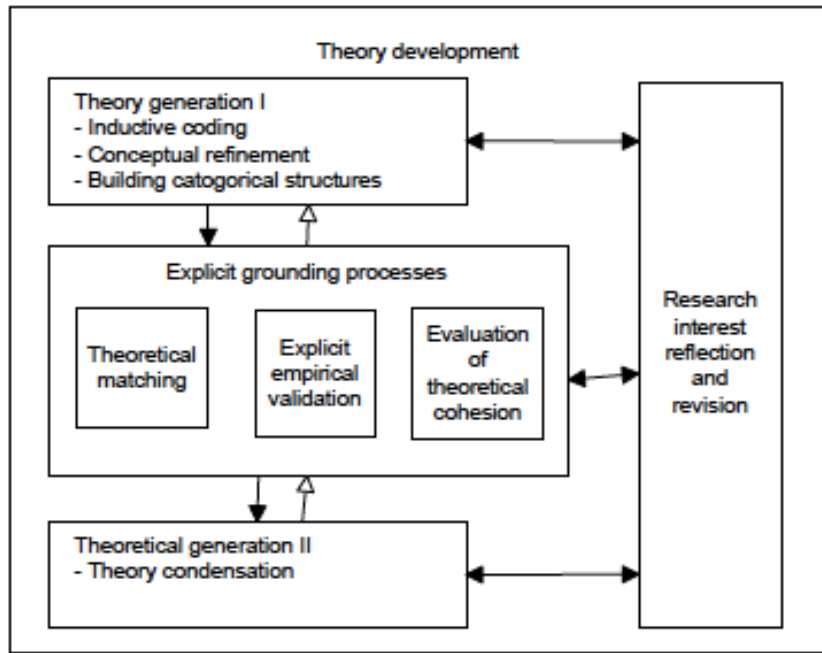 Theory development
Theory generation I
- Inductive coding
- Conceptual refinement
- Building catogorical structures
Explicit grounding processes
Theoretical
matching
Explicit
empirical
validation
Evaluation
of
theoretical
cohesion
Research
interest
reflection
and
revision
Theoretical generation II
- Theory condensation